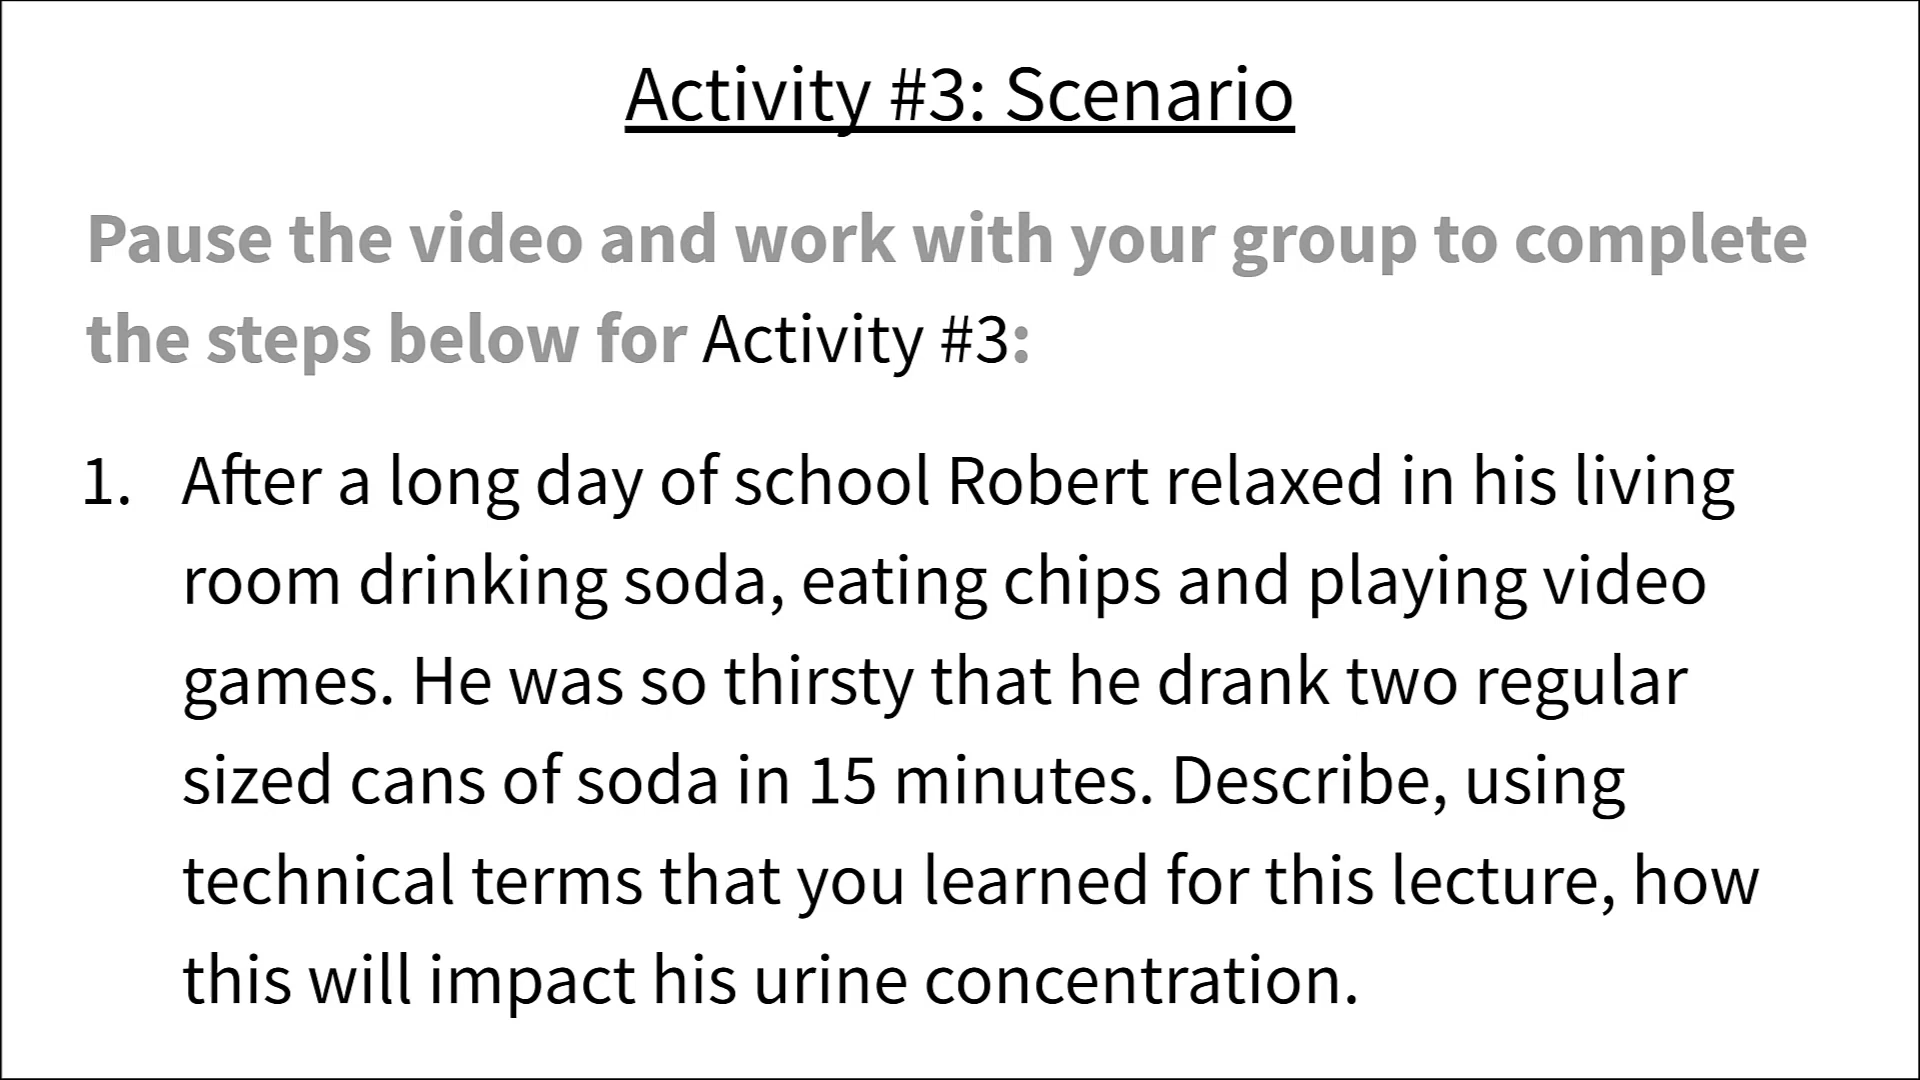 Activity #3: Scenario
Pause the video and work with your group to complete
the steps below for Activity #3:
1. After a long day of school Robert relaxed in his living
room drinking soda, eating chips and playing video
games. He was so thirsty that he drank two regular
sized cans of soda in 15 minutes. Describe, using
technical terms that you learned for this lecture, how
this will impact his urine concentration.